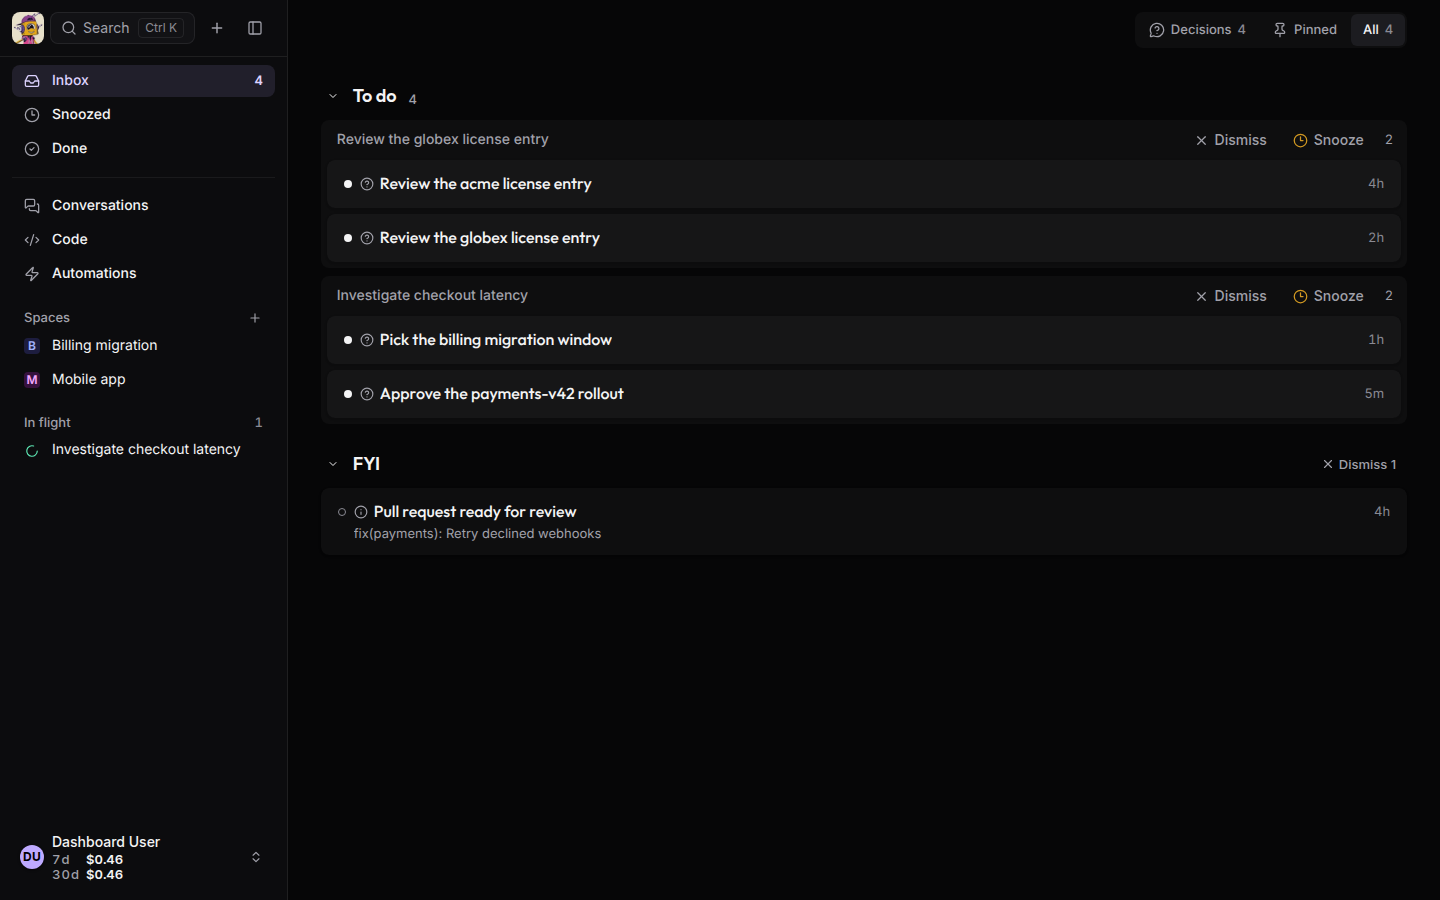 Search Ctrl K
Inbox 4
Snoozed
Done
Conversations
Code
Automations
Spaces
B Billing migration
M Mobile app
In flight 1
Investigate checkout latency
DU Dashboard User
7d $0.46
30d $0.46
Decisions 4 Pinned All 4
To do 4
Review the globex license entry Dismiss Snooze 2
Review the acme license entry 4h
Review the globex license entry 2h
Investigate checkout latency Dismiss Snooze 2
Pick the billing migration window 1h
Approve the payments-v42 rollout 5m
FYI Dismiss 1
Pull request ready for review 4h
fix(payments): Retry declined webhooks